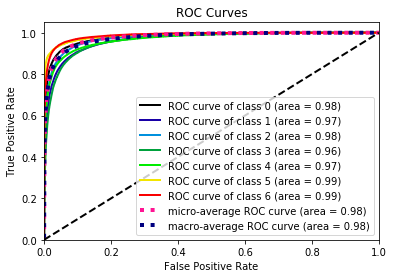 ROC Curves
True Positive Rate
1.0
0.8
0.6
0.4
0.2
0.0
ROC curve of class 0 (area = 0.98)
ROC curve of class 1 (area = 0.97)
ROC curve of class 2 (area = 0.98)
ROC curve of class 3 (area = 0.96)
ROC curve of class 4 (area = 0.97)
ROC curve of class 5 (area = 0.99)
ROC curve of class 6 (area = 0.99)
micro-average ROC curve (area = 0.98)
macro-average ROC curve (area = 0.98)
0.0 0.2 0.4 0.6 0.8 1.0
False Positive Rate